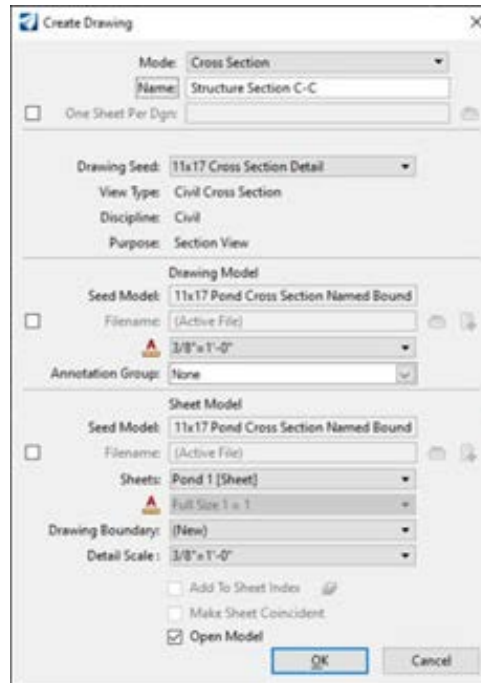 Create Drawing
Mode: Cross Section
Name: Structure Section C-C
One Sheet Per Dgn:
Drawing Seed: 11x17 Cross Section Detail
View Type: Civil Cross Section
Discipline: Civil
Purpose: Section View
Drawing Model
Seed Model: 11x17 Pond Cross Section Named Bound
Filename: (Active File)
3/8"=1'-0"
Annotation Group: None
Sheet Model
Seed Model: 11x17 Pond Cross Section Named Bound
Filename: (Active File)
Sheets: Pond 1 [Sheet]
Full Size 1 = 1
Drawing Boundary: (New)
Detail Scale: 3/8"=1'-0"
Add To Sheet Index
Make Sheet Coincident
Open Model
OK Cancel